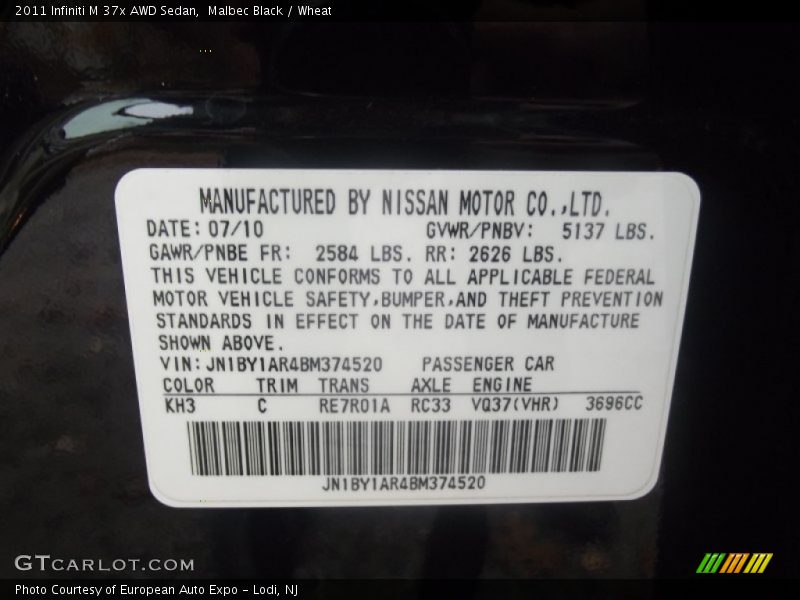 2011 Infiniti M 37x AWD Sedan,  Malbec Black / Wheat
MANUFACTURED BY NISSAN MOTOR CO.,LTD.
DATE: 07/10 GVWR/PNBV: 5137 LBS.
GAWR/PNBE FR: 2584 LBS. RR: 2626 LBS.
THIS VEHICLE CONFORMS TO ALL APPLICABLE FEDERAL
MOTOR VEHICLE SAFETY,BUMPER,AND THEFT PREVENTION
STANDARDS IN EFFECT ON THE DATE OF MANUFACTURE
SHOWN ABOVE.
VIN: JN1BY1AR4BM374520 PASSENGER CAR
COLOR TRIM TRANS AXLE ENGINE
KH3 C RE7R01A RC33 VQ37(VHR) 3696CC
JN1BY1AR4BM374520
GTCARLOT.COM
Photo Courtesy of European Auto Expo - Lodi, NJ